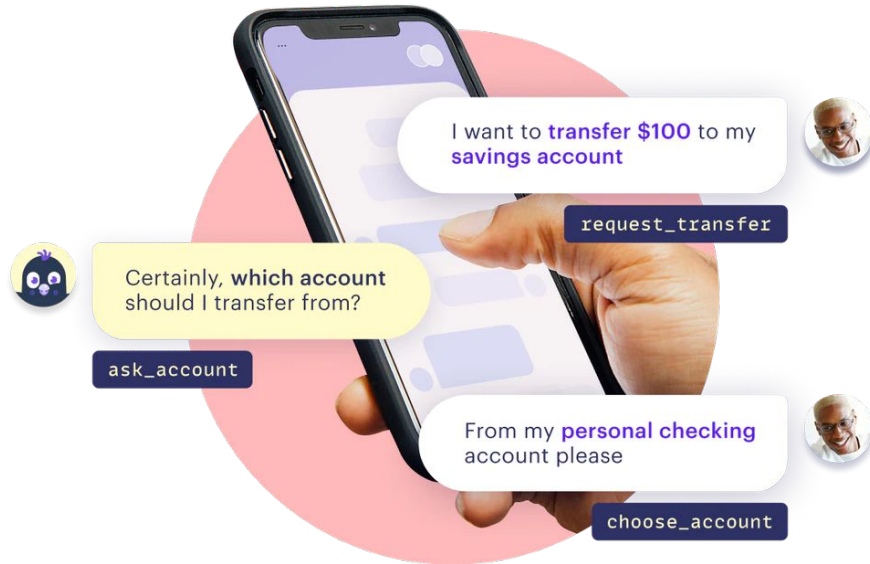 I want to transfer $100 to my
savings account
request_transfer
Certainly, which account
should I transfer from?
ask_account
From my personal checking
account please
choose_account